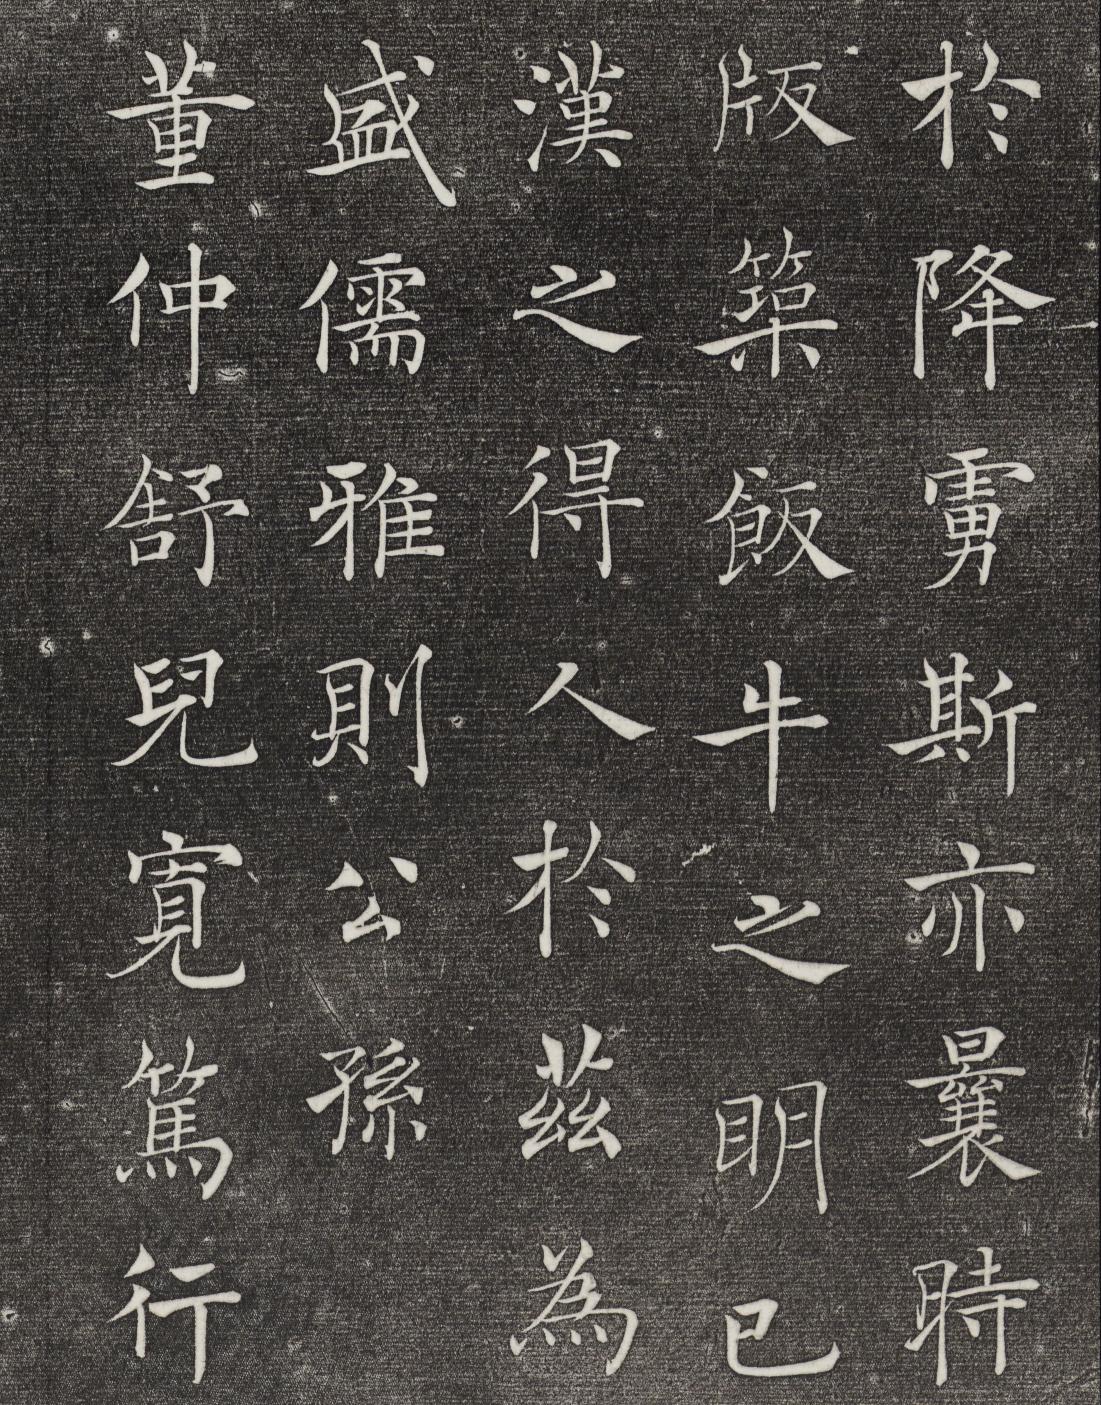 於降虜斯亦曩時
版築飯牛之明已
漢之得人於茲為
盛儒雅則公孫
董仲舒兒寬篤行